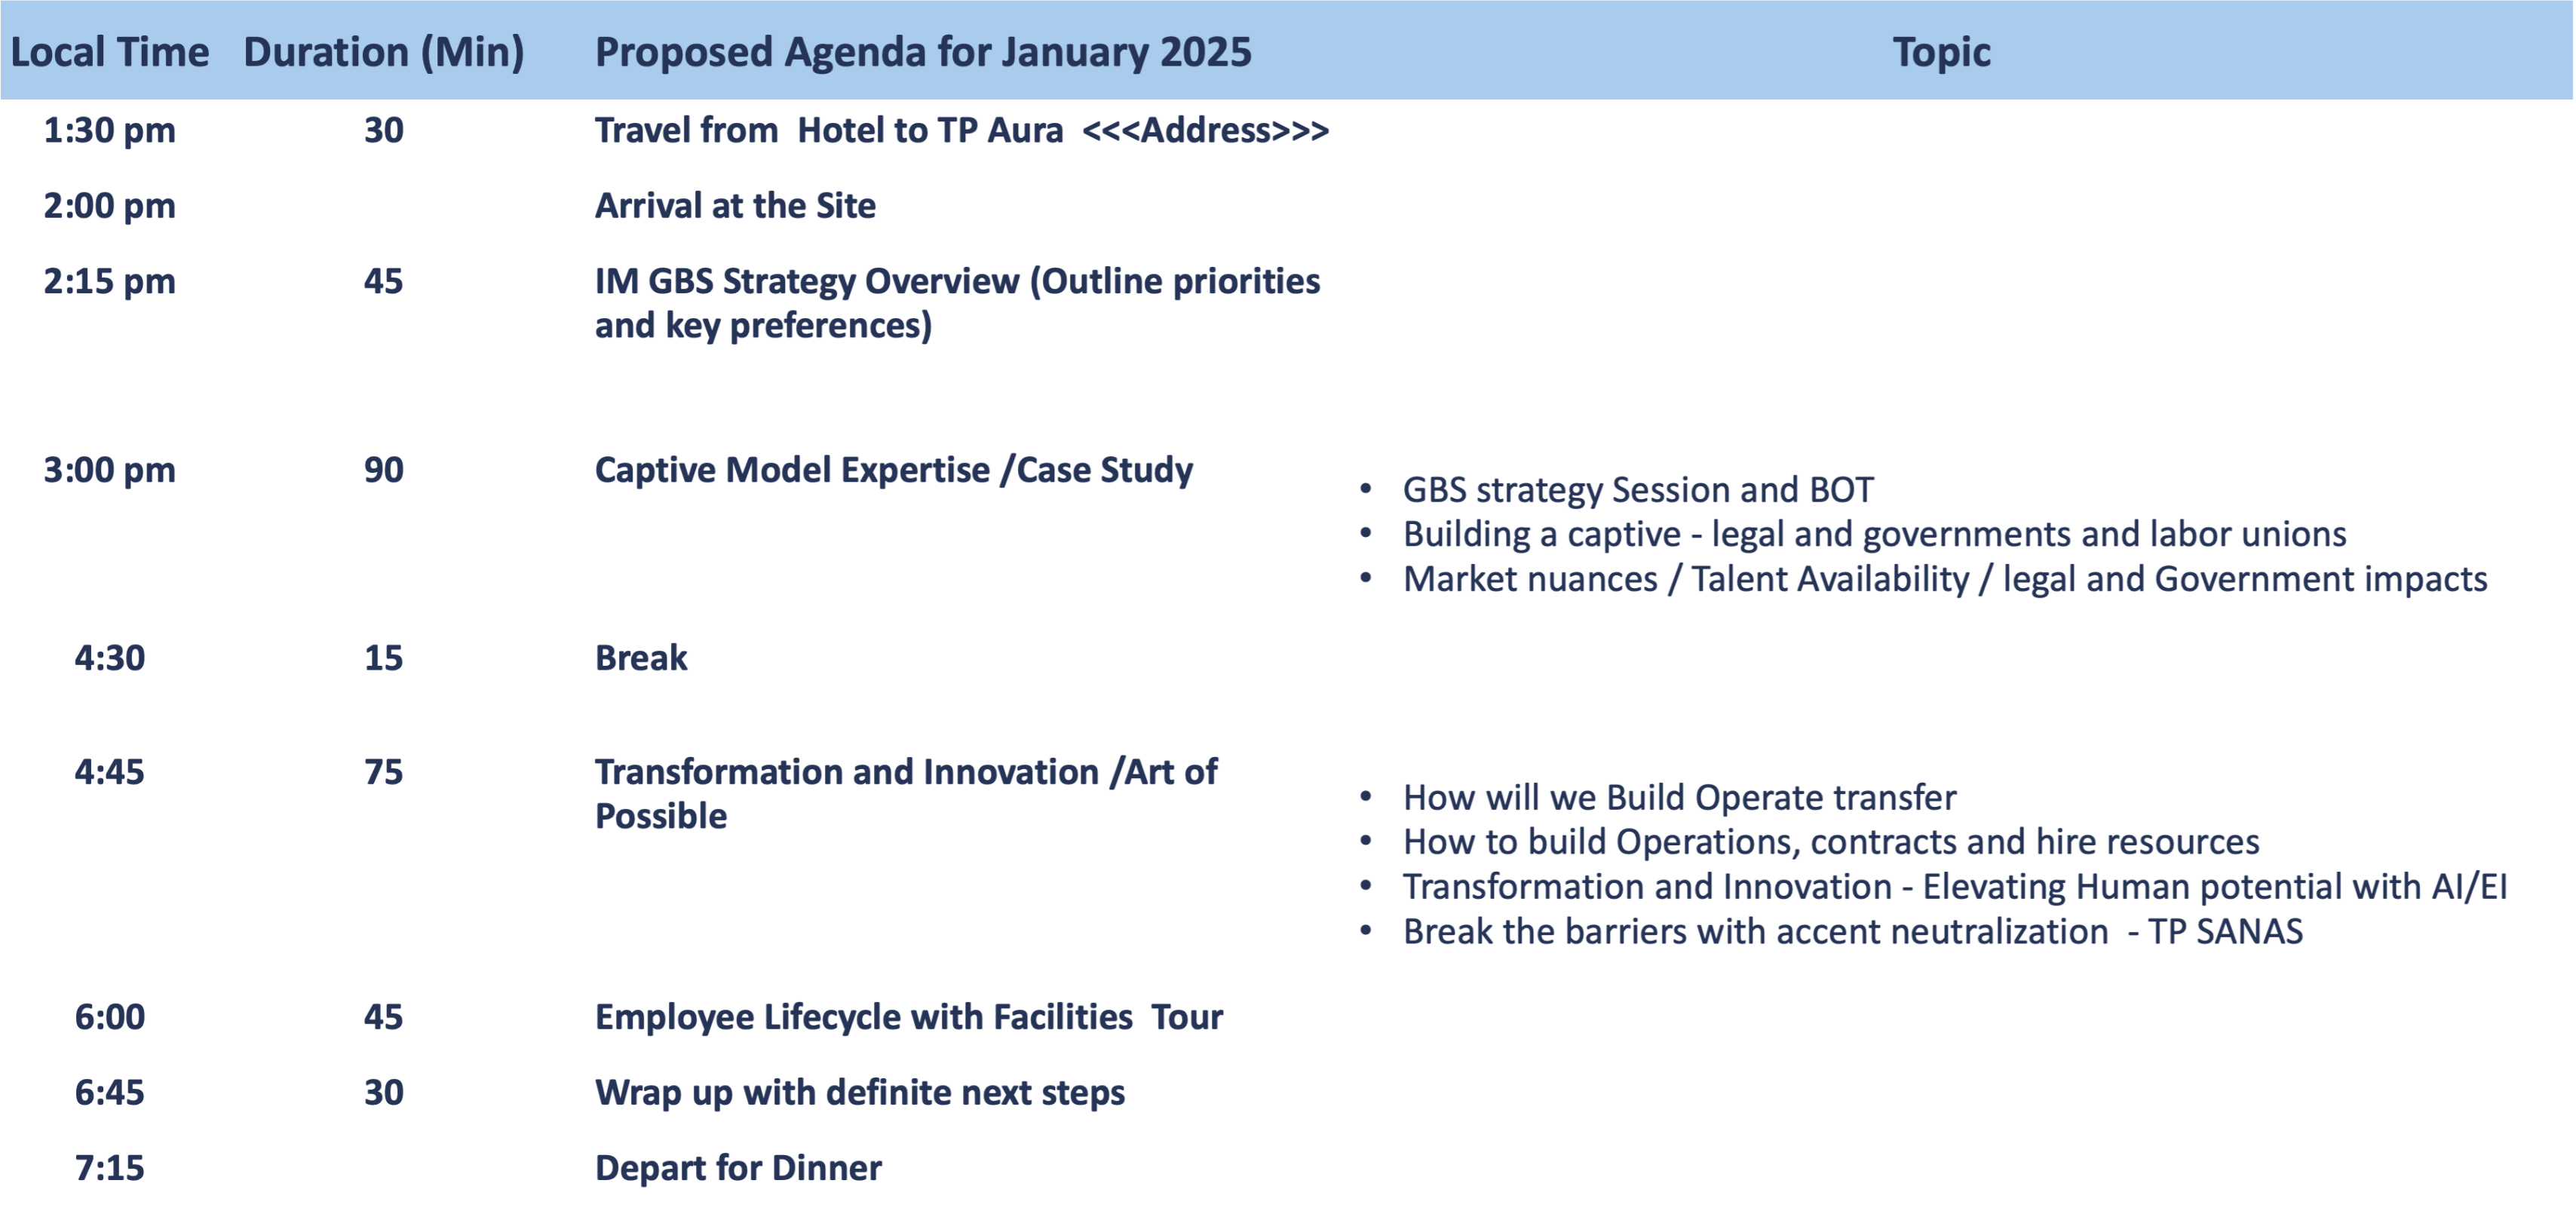 Local Time Duration (Min) Proposed Agenda for January 2025 Topic
1:30 pm 30 Travel from  Hotel to TP Aura  <<<Address>>>
2:00 pm Arrival at the Site
2:15 pm 45 IM GBS Strategy Overview (Outline priorities
and key preferences)
3:00 pm 90 Captive Model Expertise /Case Study
• GBS strategy Session and BOT
• Building a captive - legal and governments and labor unions
• Market nuances / Talent Availability / legal and Government impacts
4:30 15 Break
4:45 75 Transformation and Innovation /Art of
Possible
• How will we Build Operate transfer
• How to build Operations, contracts and hire resources
• Transformation and Innovation - Elevating Human potential with AI/EI
• Break the barriers with accent neutralization  - TP SANAS
6:00 45 Employee Lifecycle with Facilities  Tour
6:45 30 Wrap up with definite next steps
7:15 Depart for Dinner